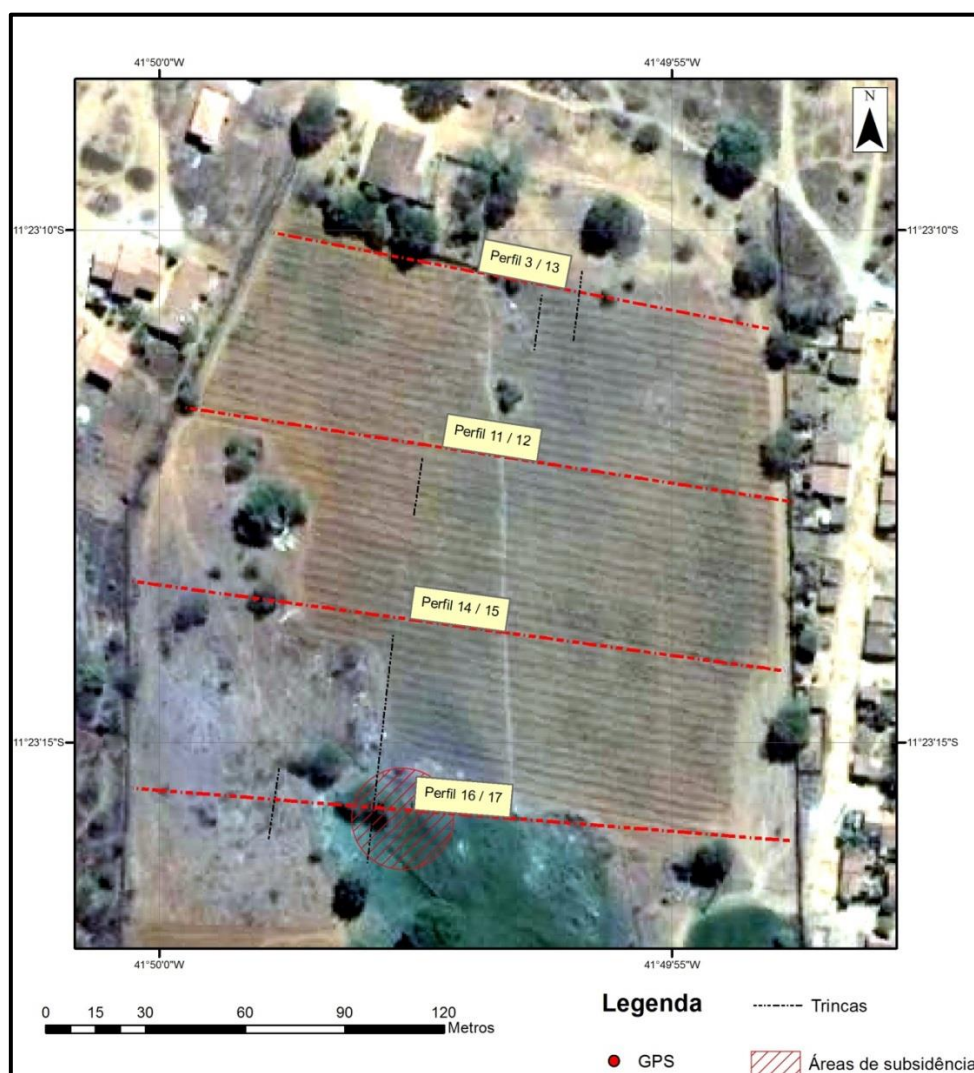 41°50'0"W
41°49'55"W
N
11°23'10"S
11°23'10"S
Perfil 3 / 13
Perfil 11 / 12
Perfil 14 / 15
11°23'15"S
11°23'15"S
Perfil 16 / 17
41°50'0"W
41°49'55"W
0 15 30 60 90 120
Metros
Legenda
Trincas
GPS
Áreas de subsidência